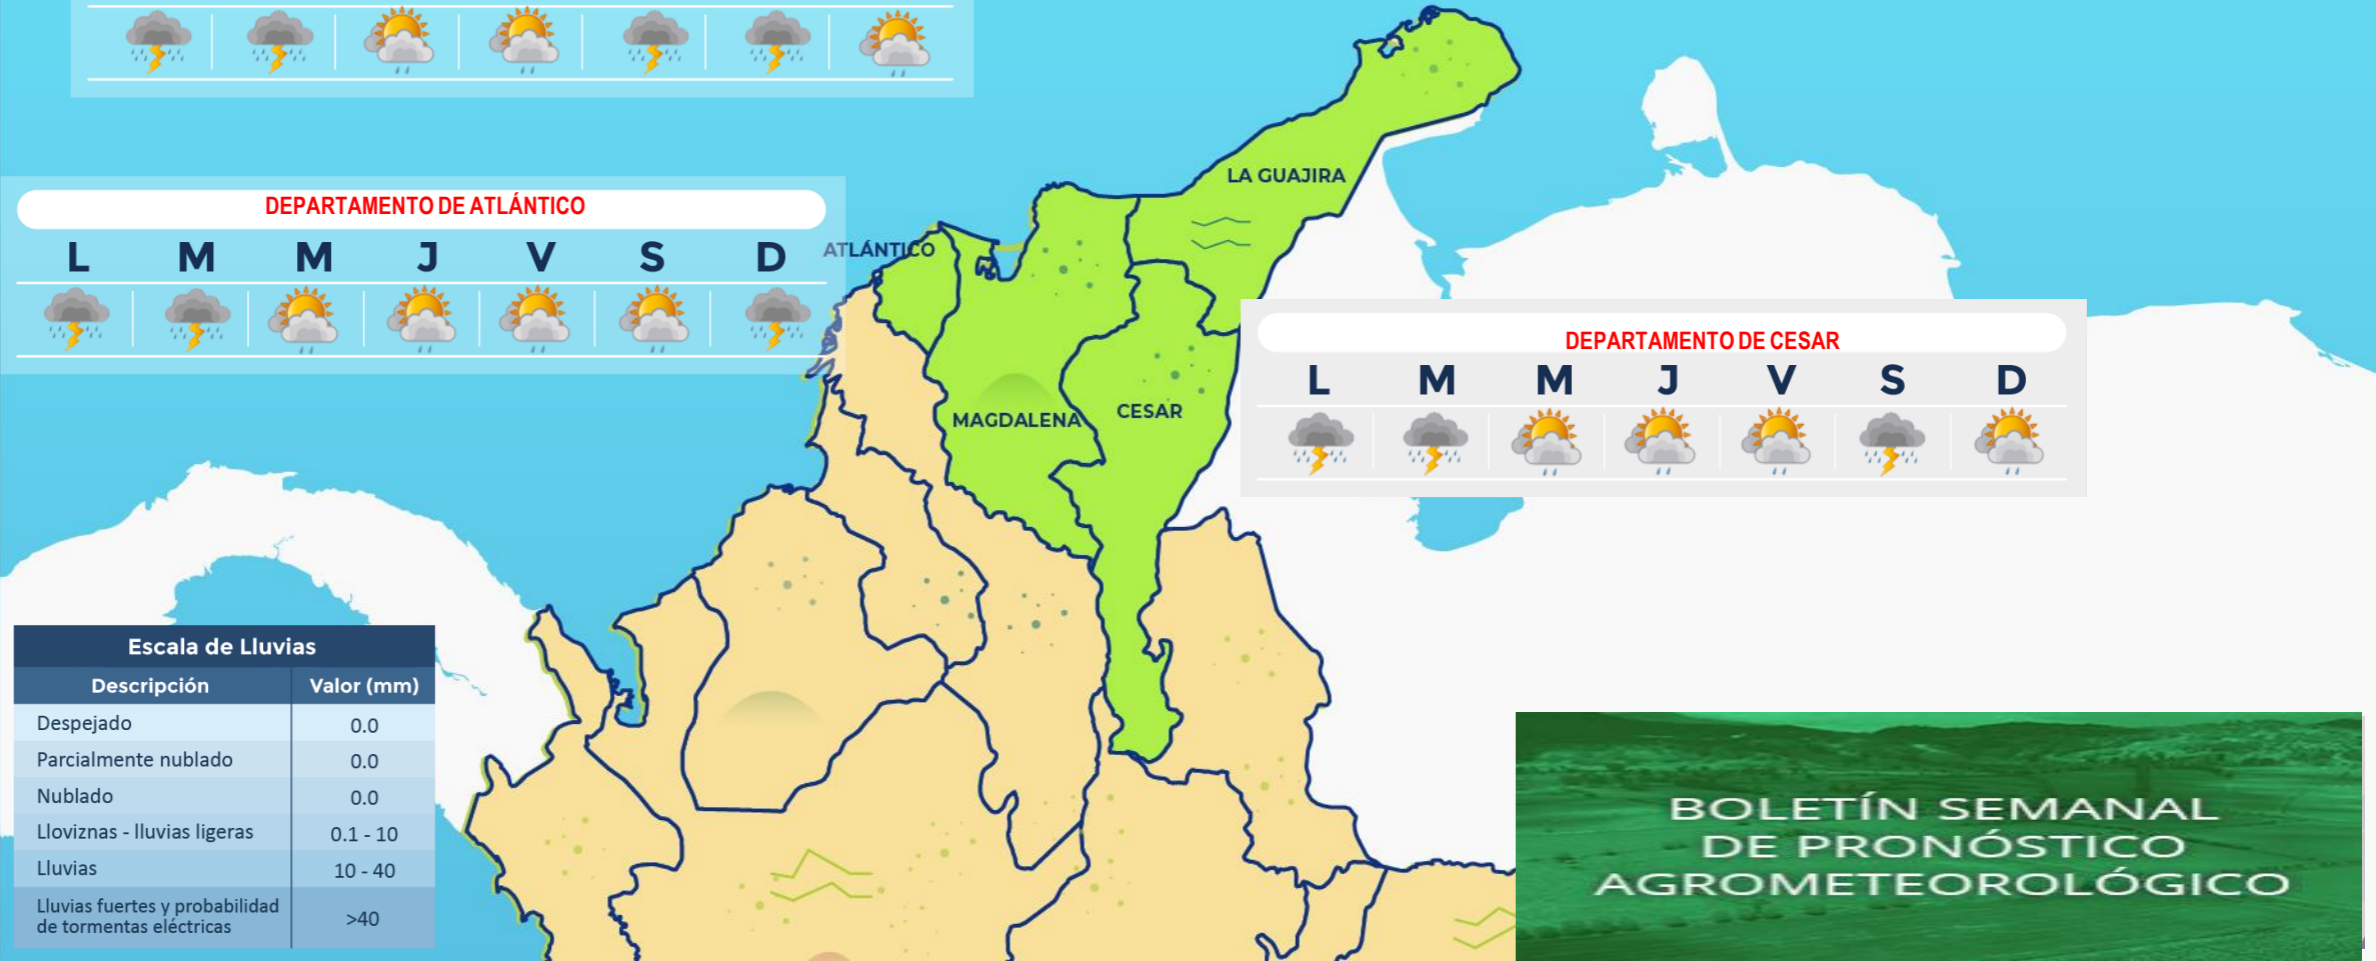 DEPARTAMENTO DE ATLÁNTICO
L M M J V S D
LA GUAJIRA
ATLÁNTICO
MAGDALENA
CESAR
DEPARTAMENTO DE CESAR
L M M J V S D
Escala de Lluvias
Descripción Valor (mm)
Despejado 0.0
Parcialmente nublado 0.0
Nublado 0.0
Lloviznas - lluvias ligeras 0.1 - 10
Lluvias 10 - 40
Lluvias fuertes y probabilidad
de tormentas eléctricas >40
BOLETÍN SEMANAL
DE PRONÓSTICO
AGROMETEOROLÓGICO